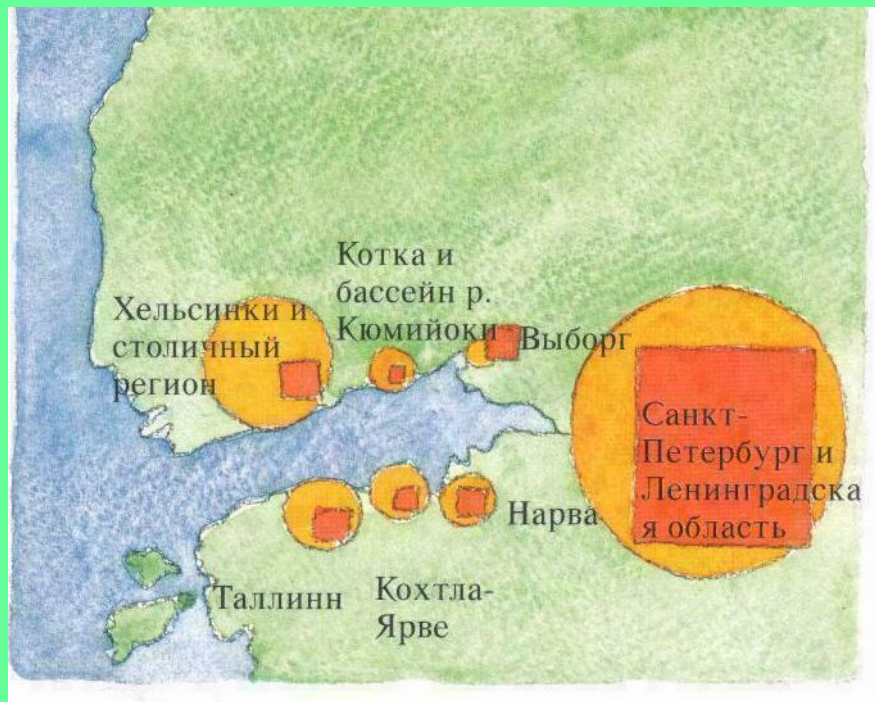 Котка и
бассейн р.
Кюмийоки
Хельсинки и
столичный
регион
Выборг
Санкт-
Петербург и
Ленинградска
я область
Нарва
Таллинн
Кохтла-
Ярве